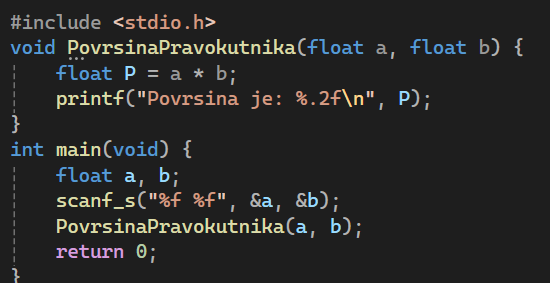 #include <stdio.h>
void PovrsinaPravokutnika(float a, float b) {
    float P = a * b;
    printf("Povrsina je: %.2f\n", P);
}
int main(void) {
    float a, b;
    scanf_s("%f %f", &a, &b);
    PovrsinaPravokutnika(a, b);
    return 0;
}